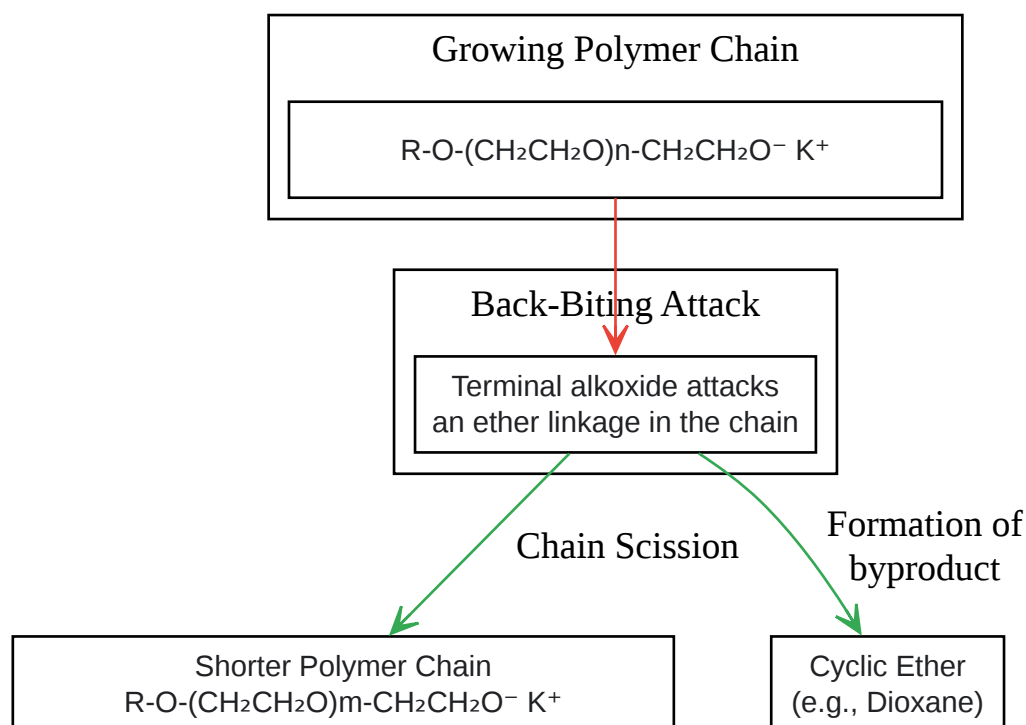 Growing Polymer Chain
R-O-(CH₂CH₂O)n-CH₂CH₂O⁻ K⁺
Back-Biting Attack
Terminal alkoxide attacks
an ether linkage in the chain
Chain Scission
Formation of
byproduct
Shorter Polymer Chain
R-O-(CH₂CH₂O)m-CH₂CH₂O⁻ K⁺
Cyclic Ether
(e.g., Dioxane)